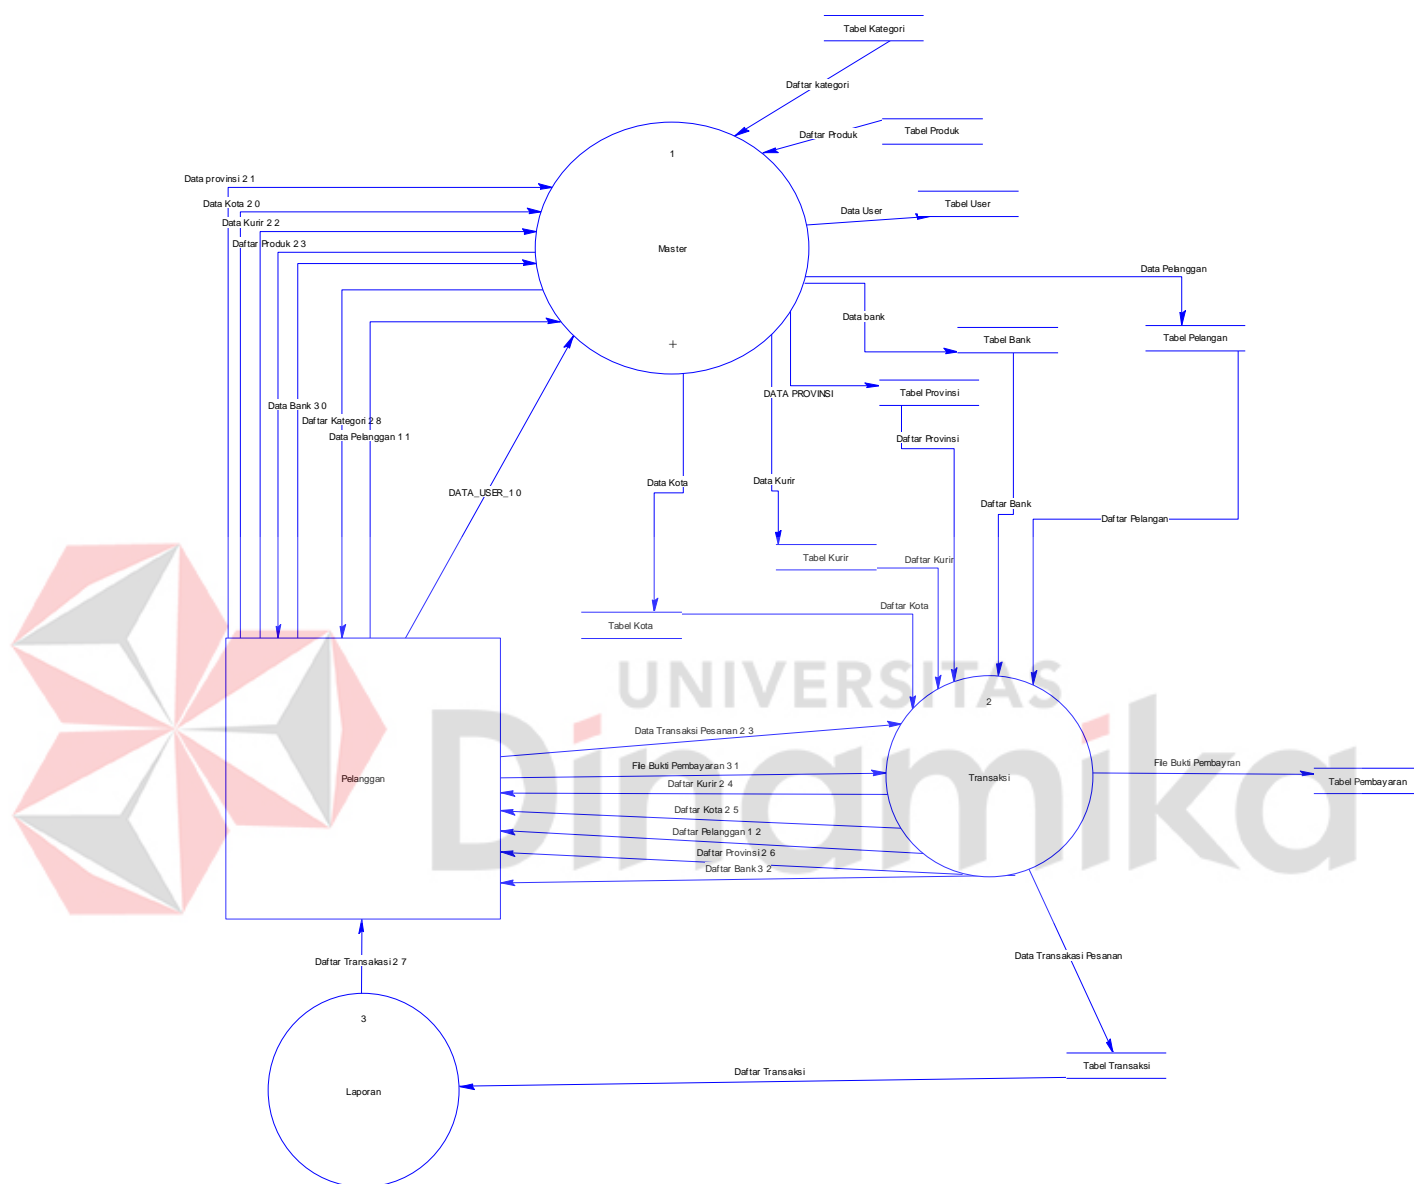 Tabel Kategori
Daftar kategori
Tabel Produk
Daftar Produk
1
Data provinsi 2 1
Data Kota 2 0
Tabel User
Data User
Data Kurir 2 2
Daftar Produk 2 3
Master
Data Pelanggan
Data bank
Tabel Bank
Tabel Pelangan
+
DATA PROVINSI
Tabel Provinsi
Data Bank 3 0
Daftar Kategori 2 8
Data Pelanggan 1 1
Daftar Provinsi
Data Kota
Data Kurir
DATA_USER_1 0
Daftar Bank
Daftar Pelangan
Tabel Kurir
Daftar Kurir
Daftar Kota
Tabel Kota
UNIVERSITAS
Dinamika
2
Data Transaksi Pesanan 2 3
File Bukti Pembayaran 3 1
File Bukti Pembayran
Pelanggan
Transaksi
Tabel Pembayaran
Daftar Kurir 2 4
Daftar Kota 2 5
Daftar Pelanggan 1 2
Daftar Provinsi 2 6
Daftar Bank 3 2
Data Transakasi Pesanan
Daftar Transakasi 2 7
3
Tabel Transaksi
Daftar Transaksi
Laporan